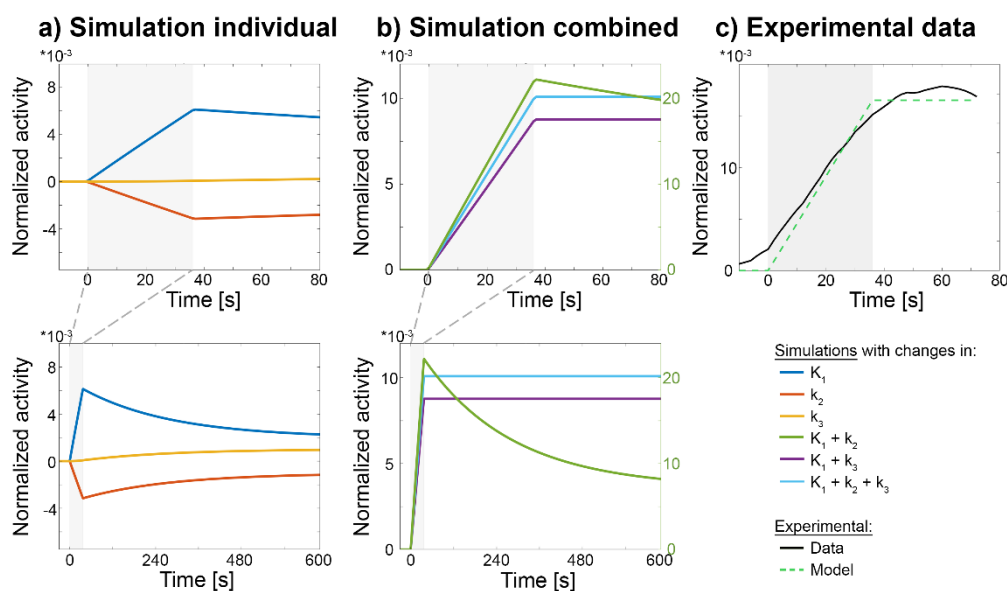 a) Simulation individual
b) Simulation combined
c) Experimental data
*10-3
8
4
0
-4
Normalized activity
0 20 40 60 80
Time [s]
*10-3
10
5
0
Normalized activity
20
10
0
0 20 40 60 80
Time [s]
*10-3
10
0
Normalized activity
0 20 40 60 80
Time [s]
*10-3
8
4
0
-4
Normalized activity
0 240 480 600
Time [s]
*10-3
10
5
0
Normalized activity
20
10
0
0 240 480 600
Time [s]
Simulations with changes in:
K1
k2
k3
K1 + k2
K1 + k3
K1 + k2 + k3
Experimental:
Data
Model